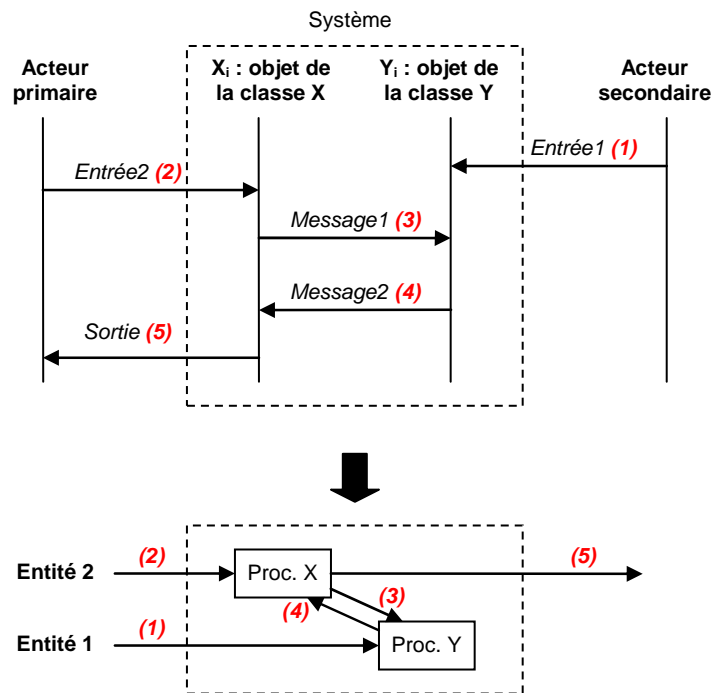 Système
Acteur
primaire
Xi : objet de
la classe X
Yi : objet de
la classe Y
Acteur
secondaire
Entrée1 (1)
Entrée2 (2)
Message1 (3)
Message2 (4)
Sortie (5)
Entité 2
(2)
Proc. X
(5)
(3)
(4)
Entité 1
(1)
Proc. Y